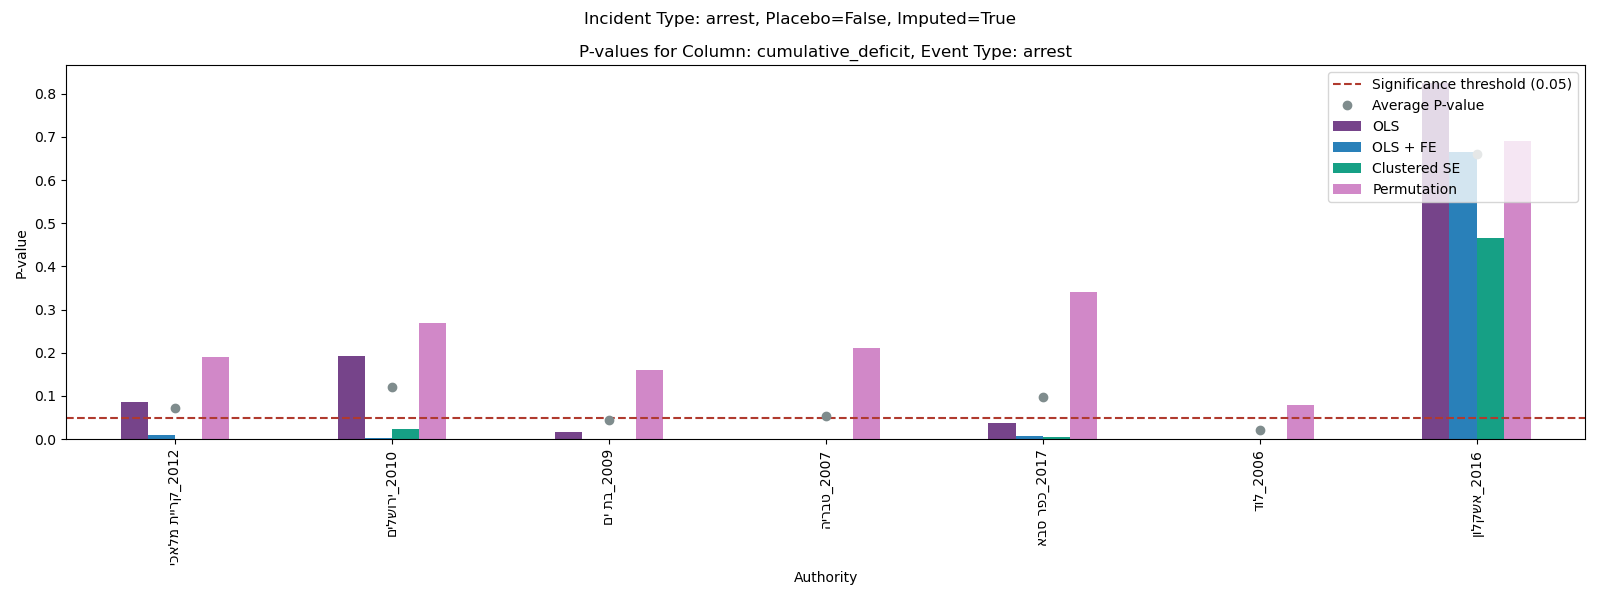 Incident Type: arrest, Placebo=False, Imputed=True
P-values for Column: cumulative_deficit, Event Type: arrest
Significance threshold (0.05)
Average P-value
OLS
OLS + FE
Clustered SE
Permutation
P-value
0.8
0.7
0.6
0.5
0.4
0.3
0.2
0.1
0.0
קריית מלאכי_2012
ירושלים_2010
בת ים_2009
טבריה_2007
כפר סבא_2017
לוד_2006
אשקלון_2016
Authority